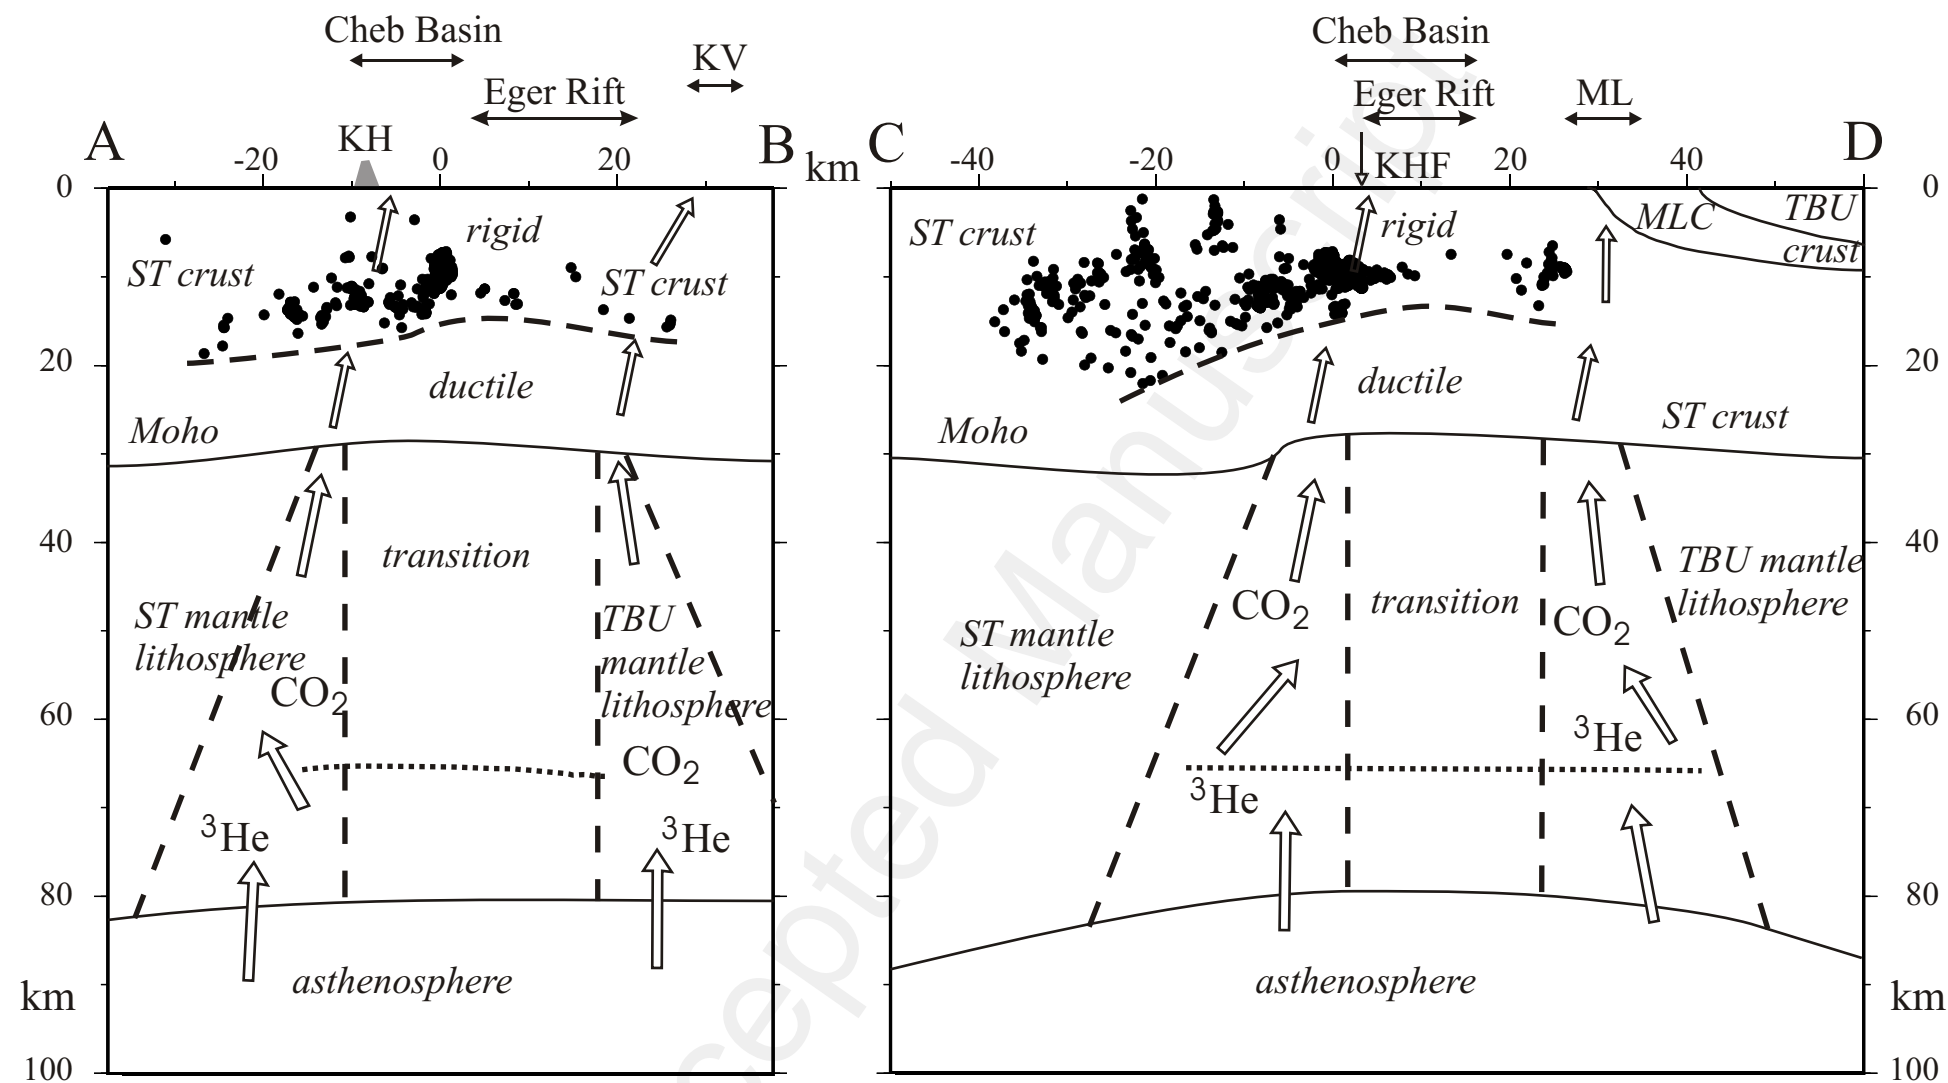 Cheb Basin
KV
Eger Rift
A
KH
B
km
-20
0
20
0
rigid
ST crust
ST crust
20
ductile
Moho
40
transition
ST mantle
lithosphere
TBU
mantle
lithosphere
CO2
60
CO2
3He
3He
80
asthenosphere
km
100
Cheb Basin
Eger Rift
ML
C
D
-40
-20
0
KHF
20
40
0
ST crust
rigid
MLC
TBU
crust
20
ductile
ST crust
Moho
40
TBU mantle
lithosphere
CO2
transition
CO2
ST mantle
lithosphere
60
3He
3He
80
asthenosphere
km
100
cepted Manuscript